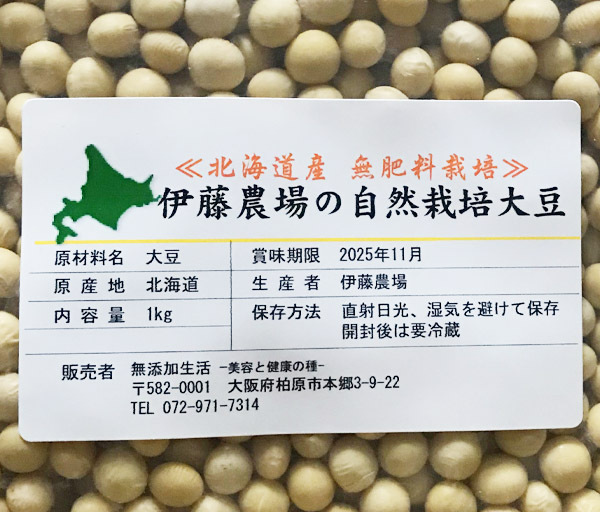 ≪北海道産 無肥料栽培≫
伊藤農場の自然栽培大豆
原材料名 大豆
賞味期限 2025年11月
原産地 北海道
生産者 伊藤農場
内容量 1kg
保存方法 直射日光、湿気を避けて保存
開封後は要冷蔵
販売者 無添加生活 -美容と健康の種-
〒582-0001 大阪府柏原市本郷3-9-22
TEL 072-971-7314